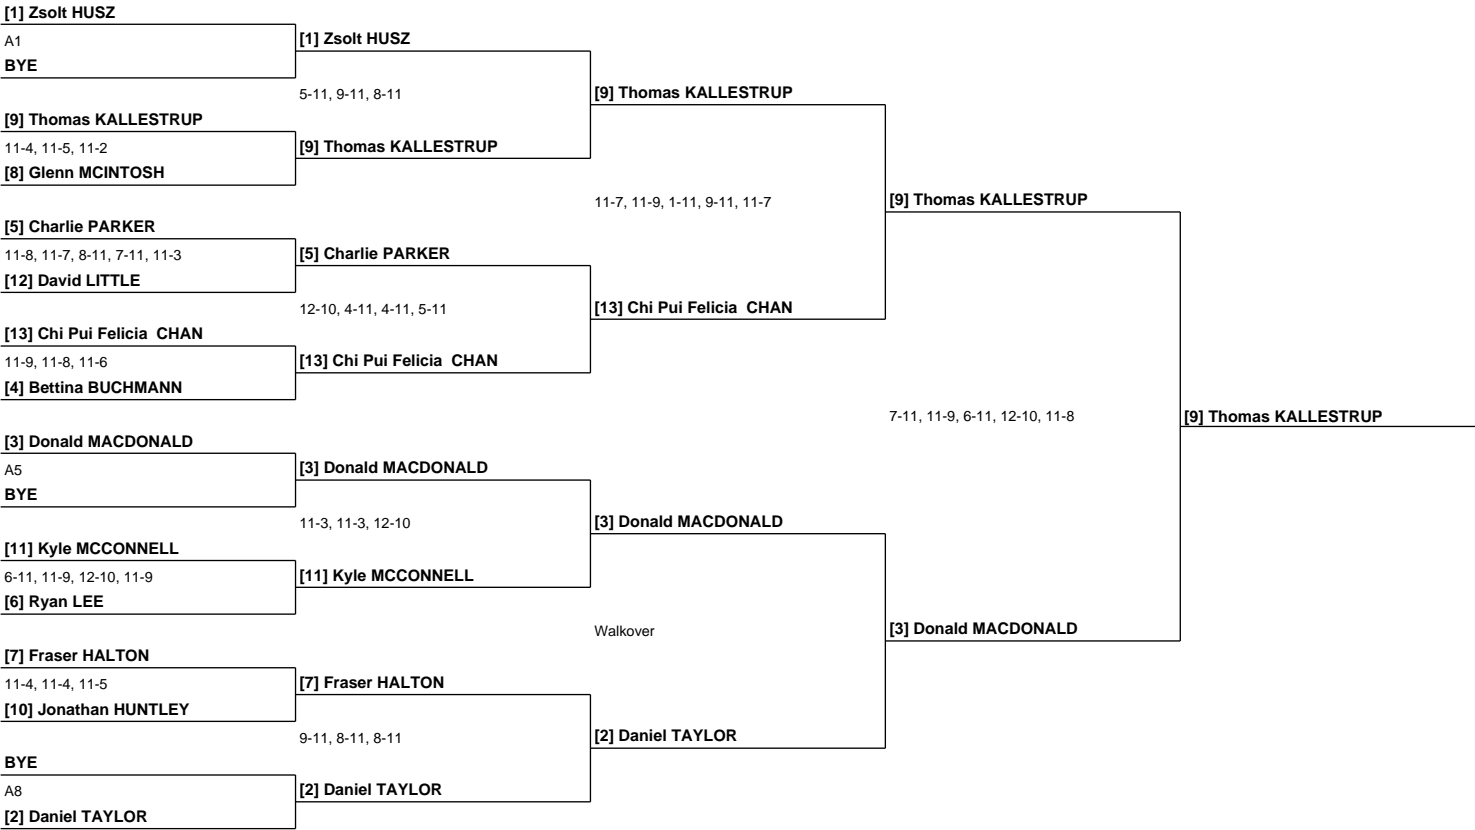 [1] Zsolt HUSZ
A1
BYE
[1] Zsolt HUSZ
5-11, 9-11, 8-11
[9] Thomas KALLESTRUP
11-4, 11-5, 11-2
[8] Glenn MCINTOSH
[9] Thomas KALLESTRUP
[9] Thomas KALLESTRUP
11-7, 11-9, 1-11, 9-11, 11-7
[5] Charlie PARKER
11-8, 11-7, 8-11, 7-11, 11-3
[12] David LITTLE
[5] Charlie PARKER
12-10, 4-11, 4-11, 5-11
[13] Chi Pui Felicia  CHAN
11-9, 11-8, 11-6
[4] Bettina BUCHMANN
[13] Chi Pui Felicia  CHAN
[13] Chi Pui Felicia  CHAN
[9] Thomas KALLESTRUP
7-11, 11-9, 6-11, 12-10, 11-8
[9] Thomas KALLESTRUP
[3] Donald MACDONALD
A5
BYE
[3] Donald MACDONALD
11-3, 11-3, 12-10
[11] Kyle MCCONNELL
6-11, 11-9, 12-10, 11-9
[6] Ryan LEE
[11] Kyle MCCONNELL
[3] Donald MACDONALD
Walkover
[3] Donald MACDONALD
[7] Fraser HALTON
11-4, 11-4, 11-5
[10] Jonathan HUNTLEY
[7] Fraser HALTON
9-11, 8-11, 8-11
[2] Daniel TAYLOR
BYE
A8
[2] Daniel TAYLOR
[2] Daniel TAYLOR